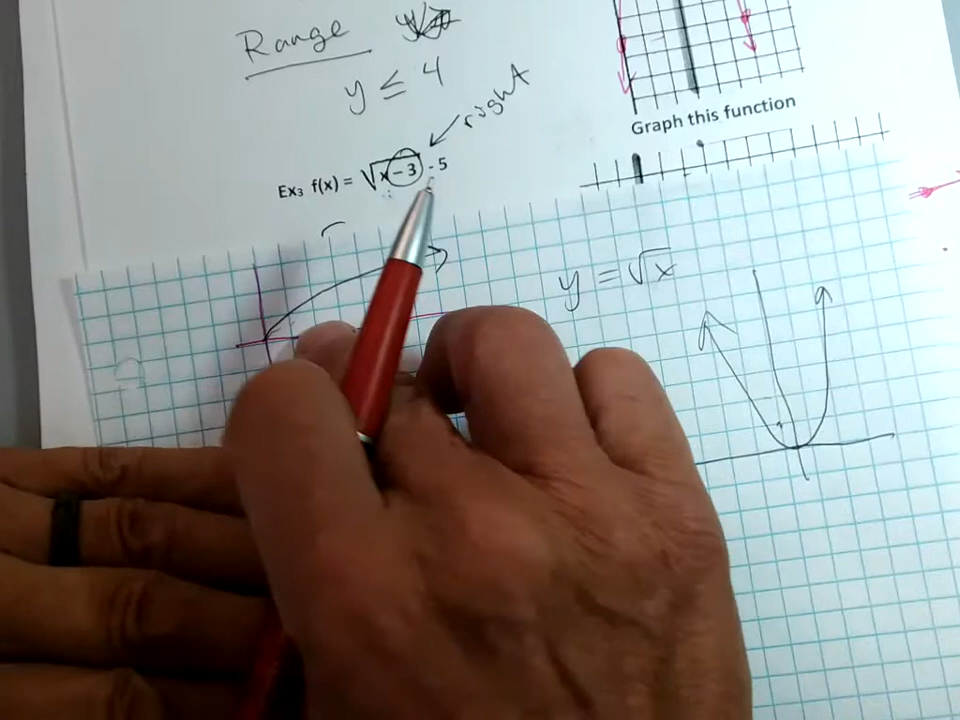 Range
y ≤ 4
right
Graph this function
Ex₃ f(x) = √x − 3 - 5
y = √x